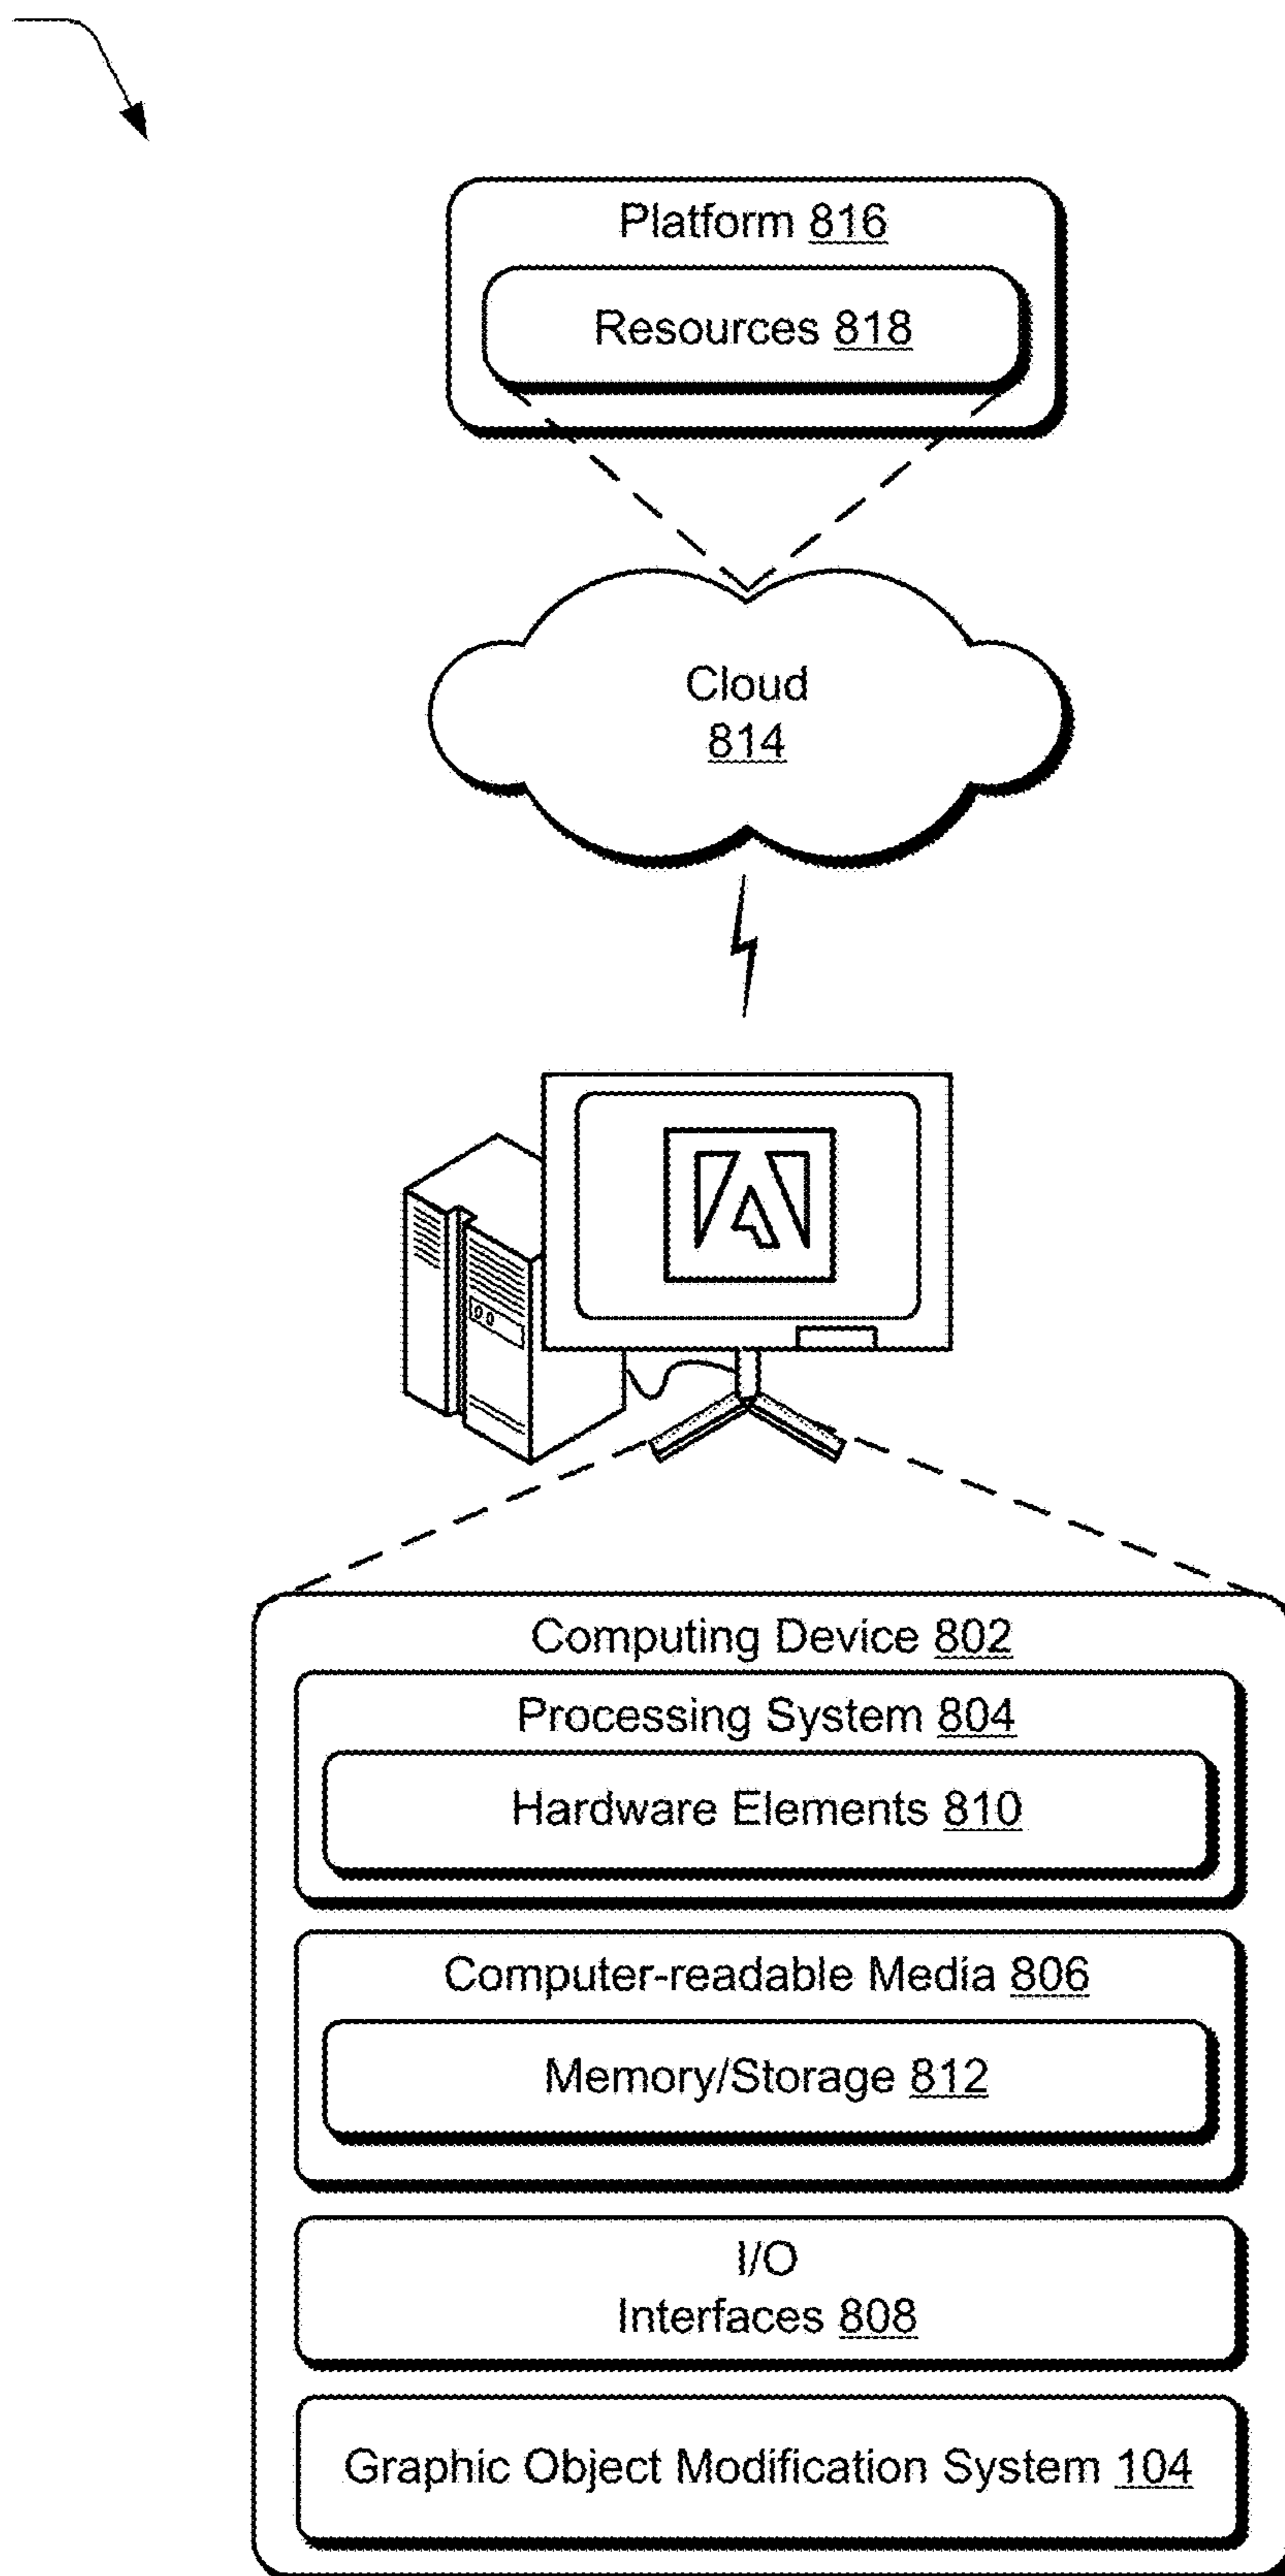 Platform 816
Resources 818
Cloud
814
Computing Device 802
Processing System 804
Hardware Elements 810
Computer-readable Media 806
Memory/Storage 812
I/O
Interfaces 808
Graphic Object Modification System 104